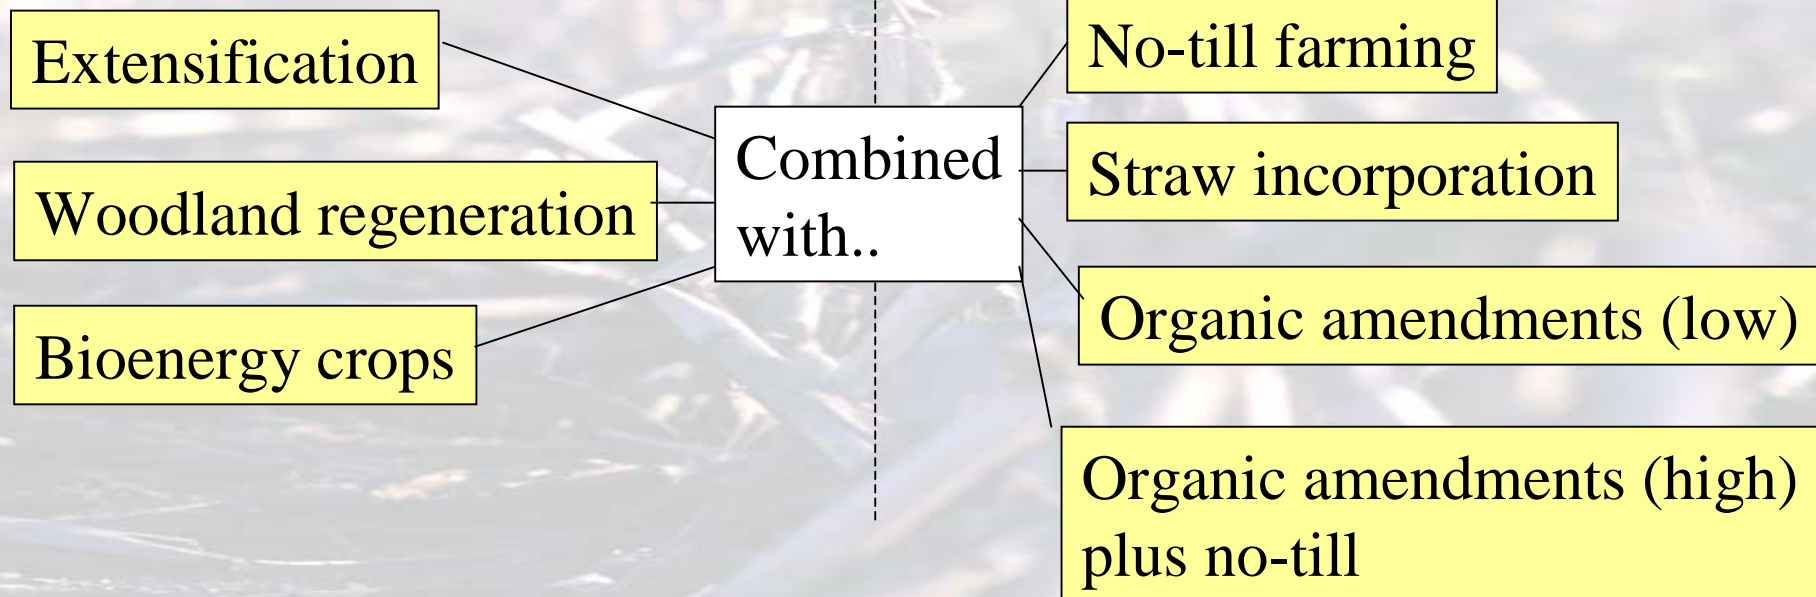 Extensification
Woodland regeneration
Bioenergy crops
Combined
with..
No-till farming
Straw incorporation
Organic amendments (low)
Organic amendments (high)
plus no-till